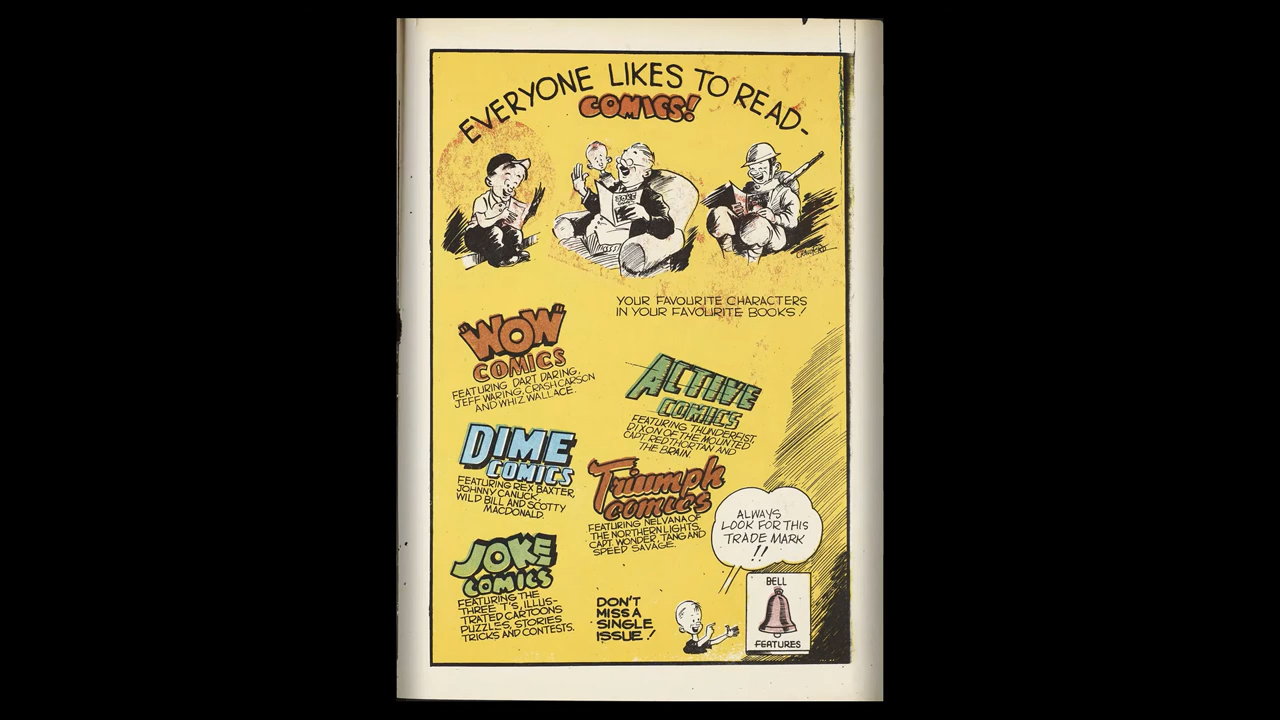 EVERYONE LIKES TO READ-
COMICS!
JOKE
CRAWFORD
YOUR FAVOURITE CHARACTERS
IN YOUR FAVOURITE BOOKS!
"WOW"
COMICS
FEATURING DART DARING,
JEFF WARING, CRASH CARSON
AND WHIZ WALLACE.
ACTIVE
COMICS
FEATURING THUNDERFIST,
DIXON OF THE MOUNTED
CAPT. RED THORTAN AND
THE BRAIN.
DIME
COMICS
FEATURING REX BAXTER,
JOHNNY CANUCK,
WILD BILL AND SCOTTY
MACDONALD.
Triumph
comics
FEATURING NELVANA OF
THE NORTHERN LIGHTS,
CAPT. WONDER, TANG AND
SPEED SAVAGE.
JOKE
COMICS
FEATURING THE
THREE T'S, ILLUS-
TRATED CARTOONS
PUZZLES, STORIES
TRICKS AND CONTESTS.
DON'T
MISS A
SINGLE
ISSUE!
ALWAYS
LOOK FOR THIS
TRADE MARK
!!
BELL
FEATURES